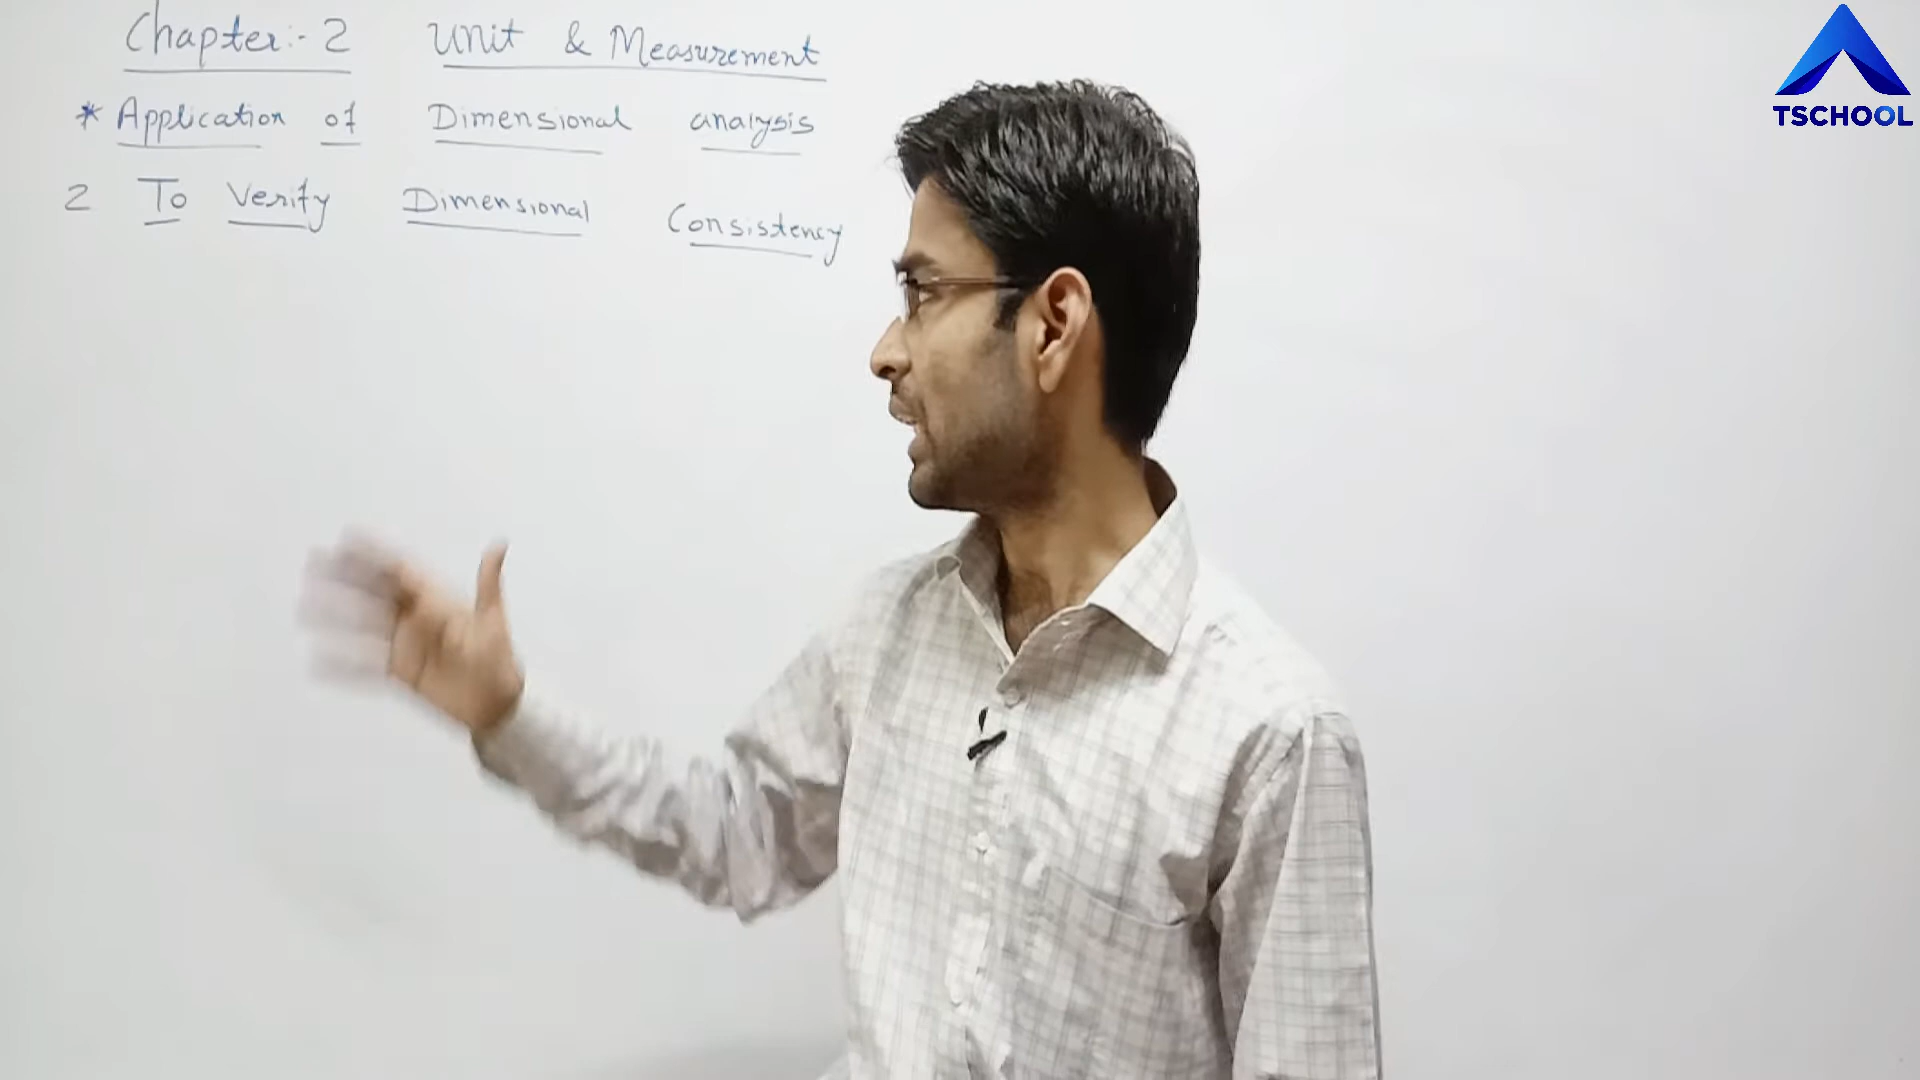 Chapter:- 2 Unit & Measurement
* Application of Dimensional analysis
2 To Verify Dimensional Consistency
TSCHOOL